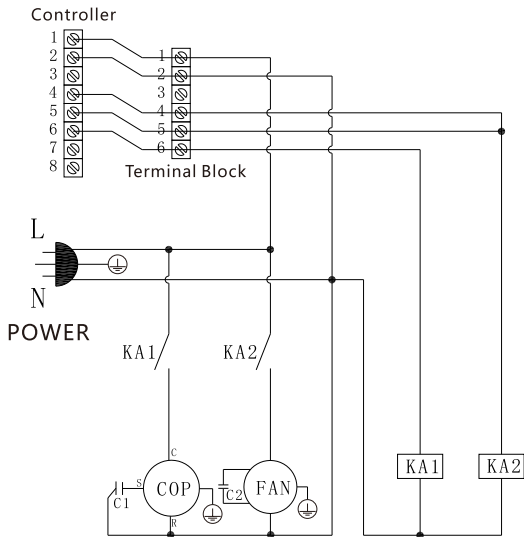 Controller
1
2
3
4
5
6
7
8
1
2
3
4
5
6
Terminal Block
L
N
POWER
KA1
KA2
C
S
C1
COP
R
C2
FAN
KA1
KA2